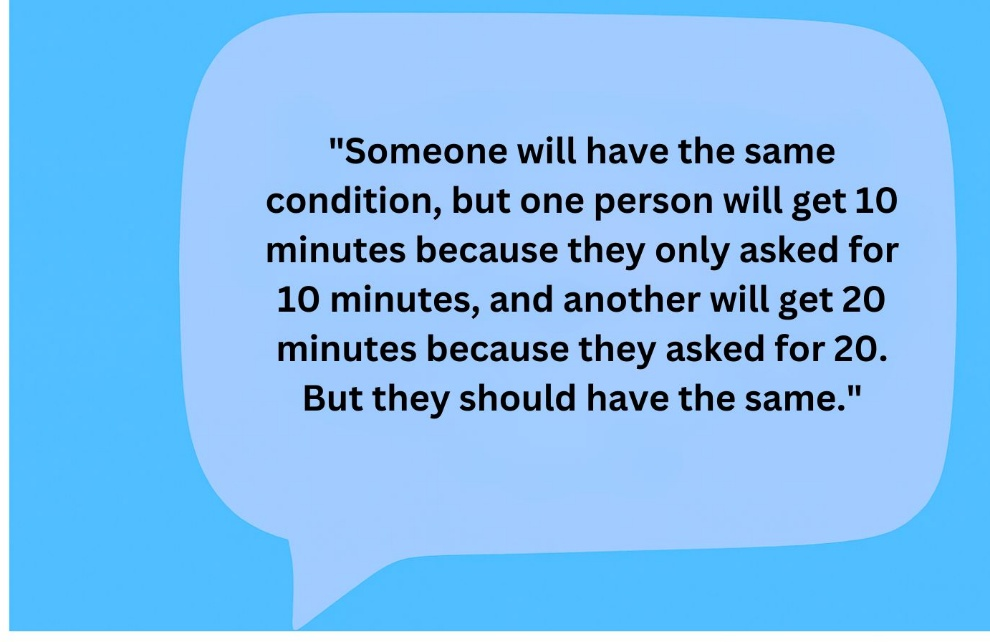 "Someone will have the same
condition, but one person will get 10
minutes because they only asked for
10 minutes, and another will get 20
minutes because they asked for 20.
But they should have the same."